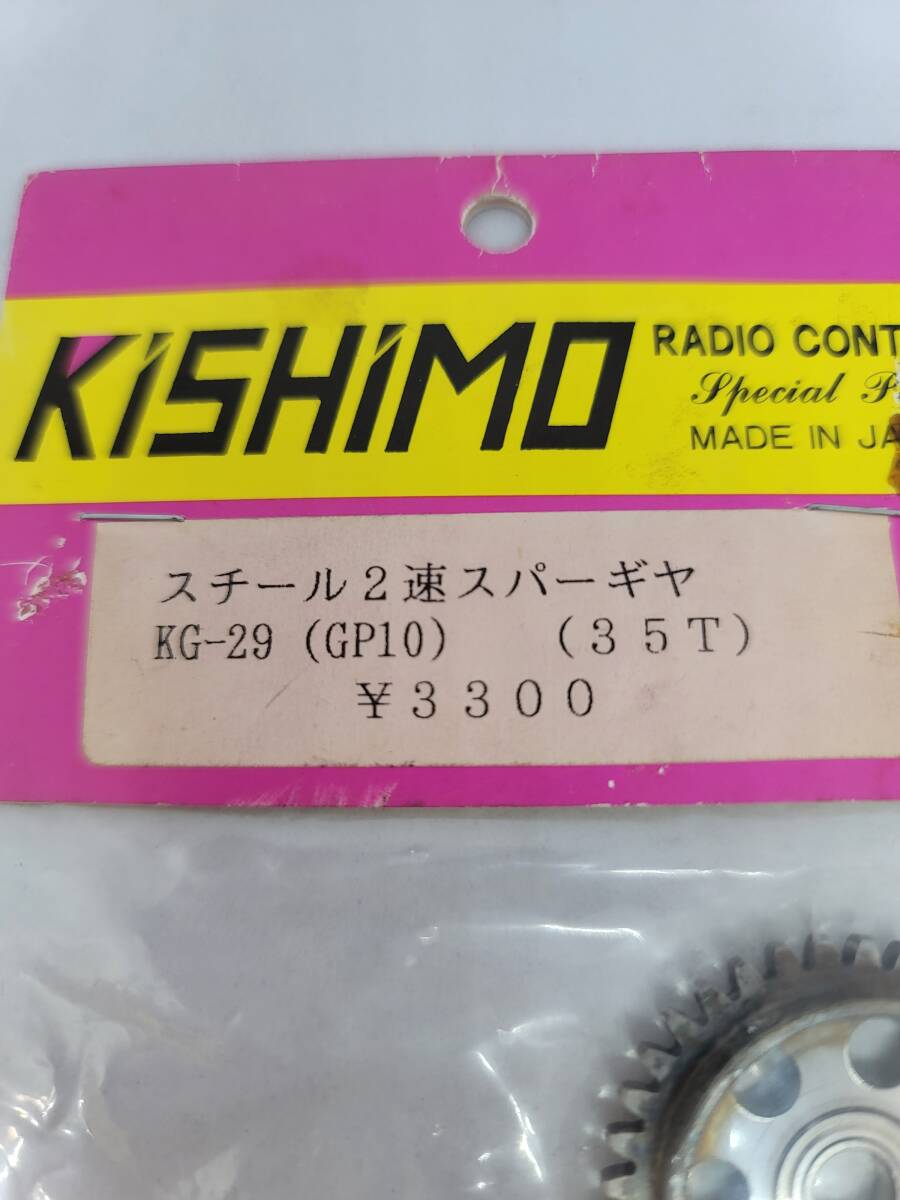 KiSHiMO
RADIO CONT
Special P
MADE IN JA
スチール２速スパーギヤ
KG-29 (GP10) (３５T)
￥３３００